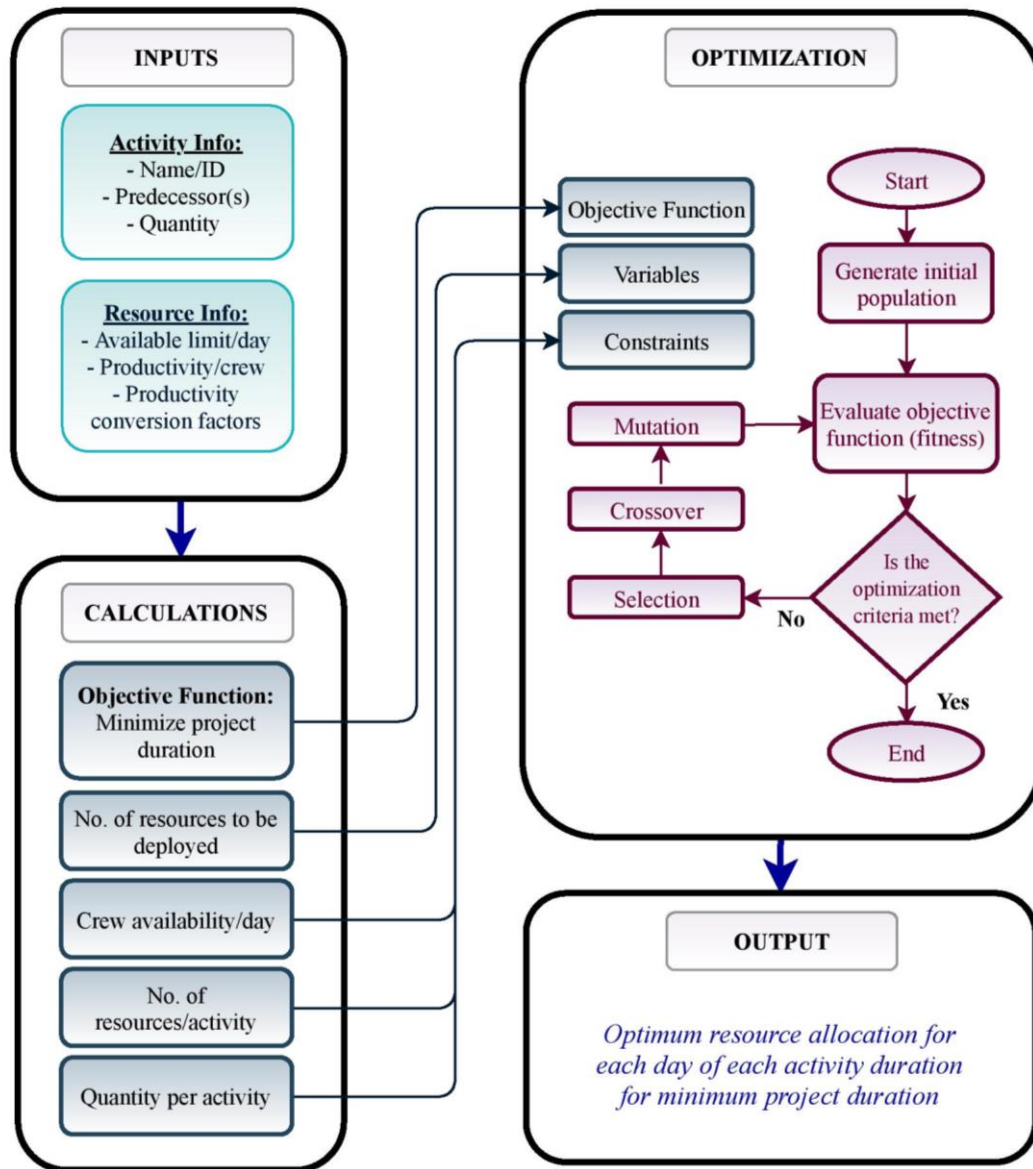 INPUTS
Activity Info:
- Name/ID
- Predecessor(s)
- Quantity
Resource Info:
- Available limit/day
- Productivity/crew
- Productivity
conversion factors
CALCULATIONS
Objective Function:
Minimize project
duration
No. of resources to be
deployed
Crew availability/day
No. of
resources/activity
Quantity per activity
OPTIMIZATION
Objective Function
Variables
Constraints
Start
Generate initial
population
Evaluate objective
function (fitness)
Is the
optimization
criteria met?
No
Selection
Crossover
Mutation
Yes
End
OUTPUT
Optimum resource allocation for
each day of each activity duration
for minimum project duration